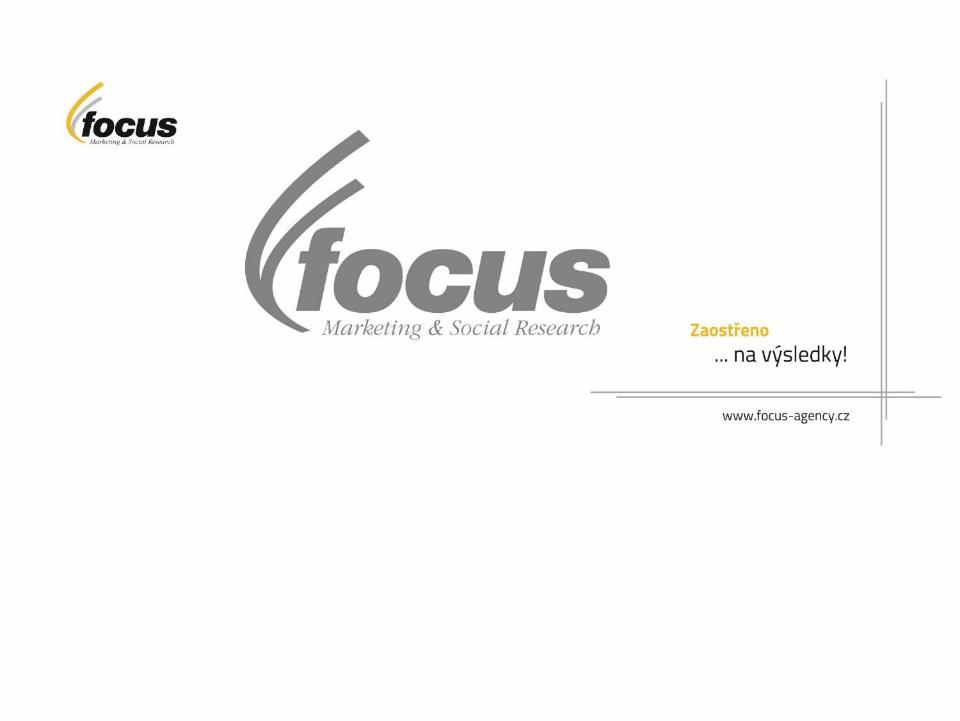 focus
Marketing & Social Research
focus
Marketing & Social Research
Zaostřeno
... na výsledky!
www.focus-agency.cz